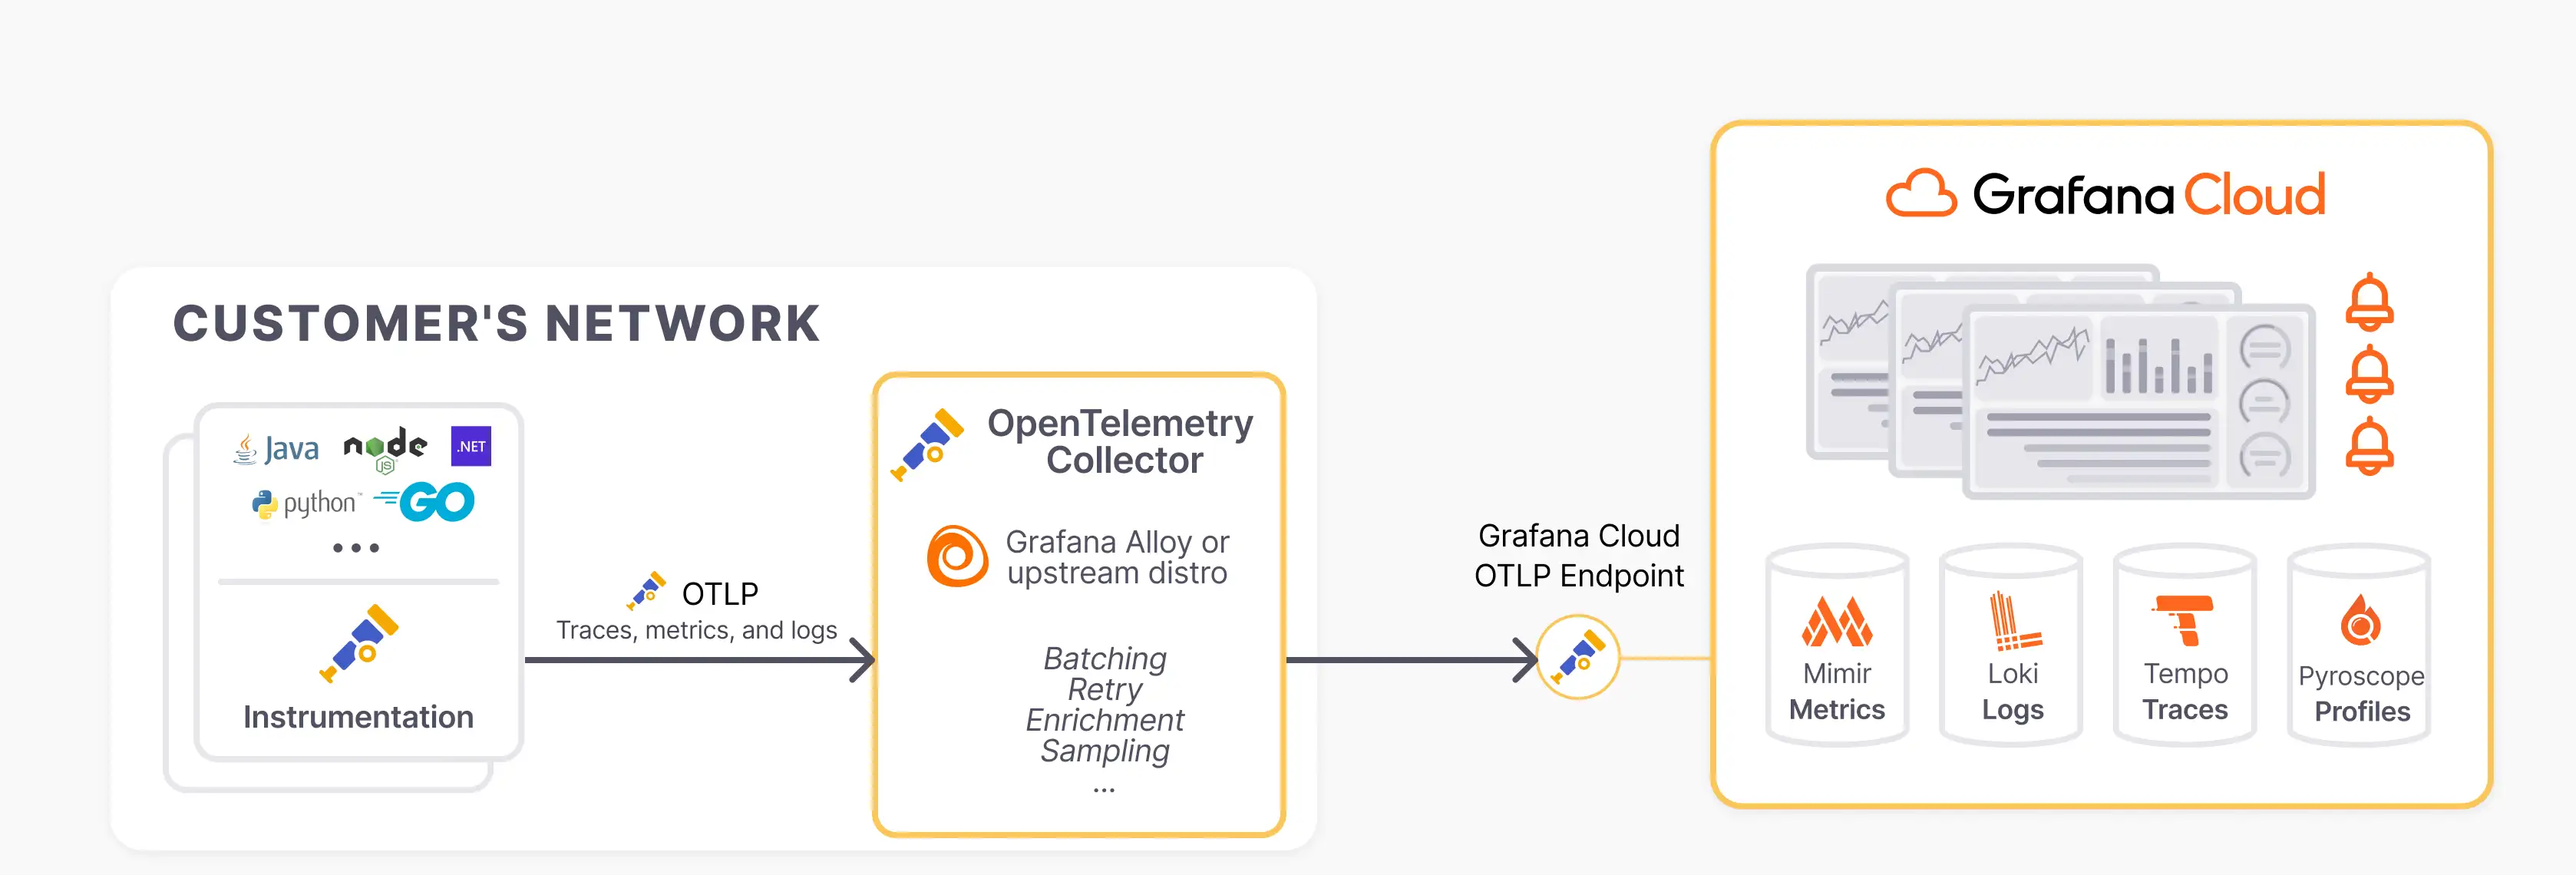 CUSTOMER'S NETWORK
Java
node
JS
.NET
python™
GO
...
Instrumentation
OTLP
Traces, metrics, and logs
OpenTelemetry
Collector
Grafana Alloy or
upstream distro
Batching
Retry
Enrichment
Sampling
...
Grafana Cloud
OTLP Endpoint
Grafana Cloud
Mimir
Metrics
Loki
Logs
Tempo
Traces
Pyroscope
Profiles